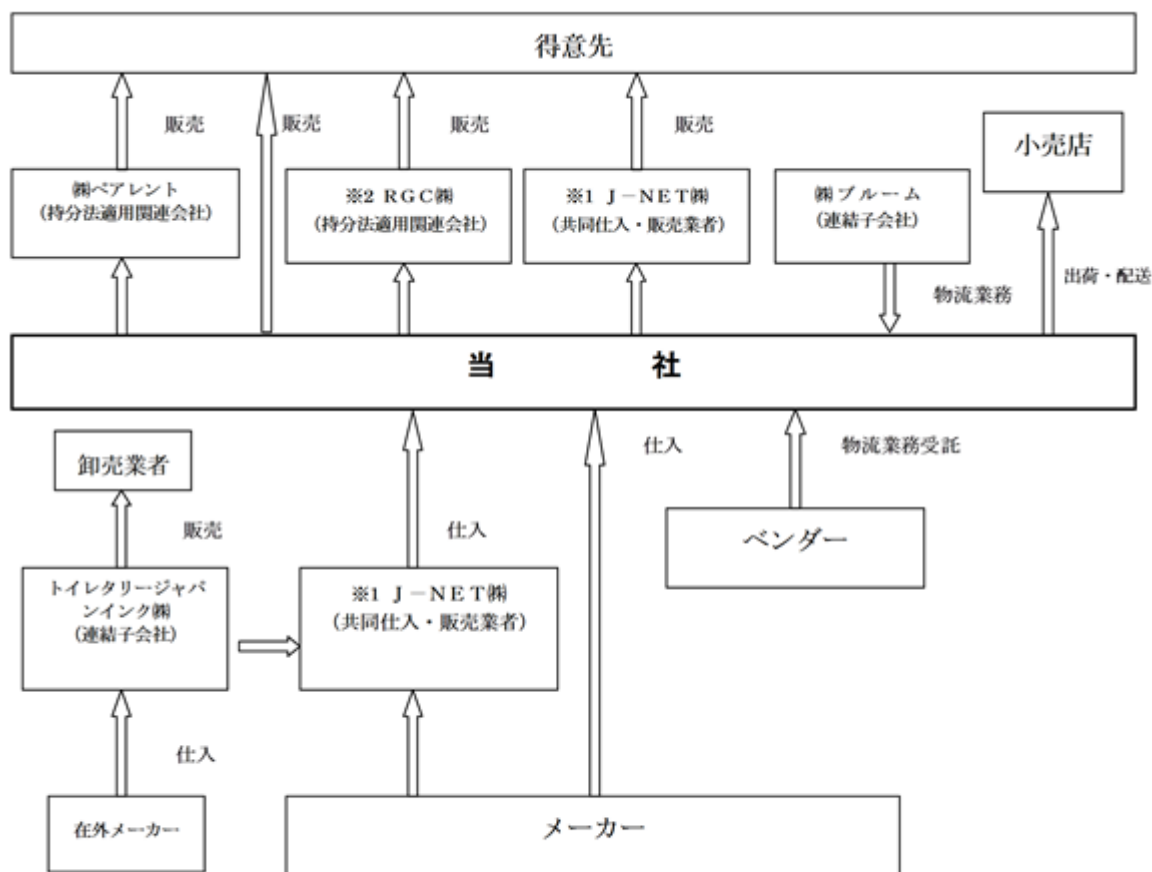 得意先
販売
販売
販売
販売
小売店
㈱ペアレント
（持分法適用関連会社）
※2 RGC㈱
（持分法適用関連会社）
※1 Ｊ－ＮＥＴ㈱
（共同仕入・販売業者）
㈱ブルーム
（連結子会社）
物流業務
出荷・配送
当 社
卸売業者
仕入
物流業務受託
販売
仕入
ベンダー
トイレタリージャパ
ンインク㈱
（連結子会社）
※1 Ｊ－ＮＥＴ㈱
（共同仕入・販売業者）
仕入
在外メーカー
メーカー